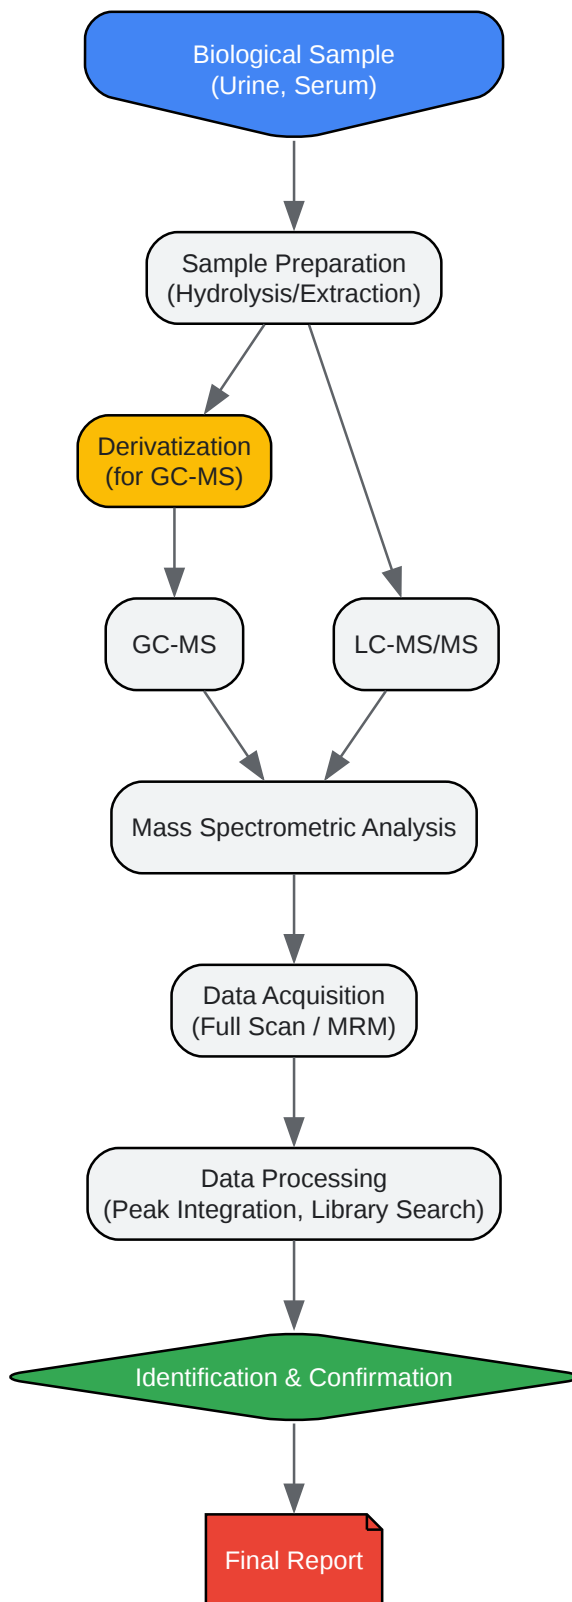 Biological Sample
(Urine, Serum)
Sample Preparation
(Hydrolysis/Extraction)
Derivatization
(for GC-MS)
GC-MS
LC-MS/MS
Mass Spectrometric Analysis
Data Acquisition
(Full Scan / MRM)
Data Processing
(Peak Integration, Library Search)
Identification & Confirmation
Final Report